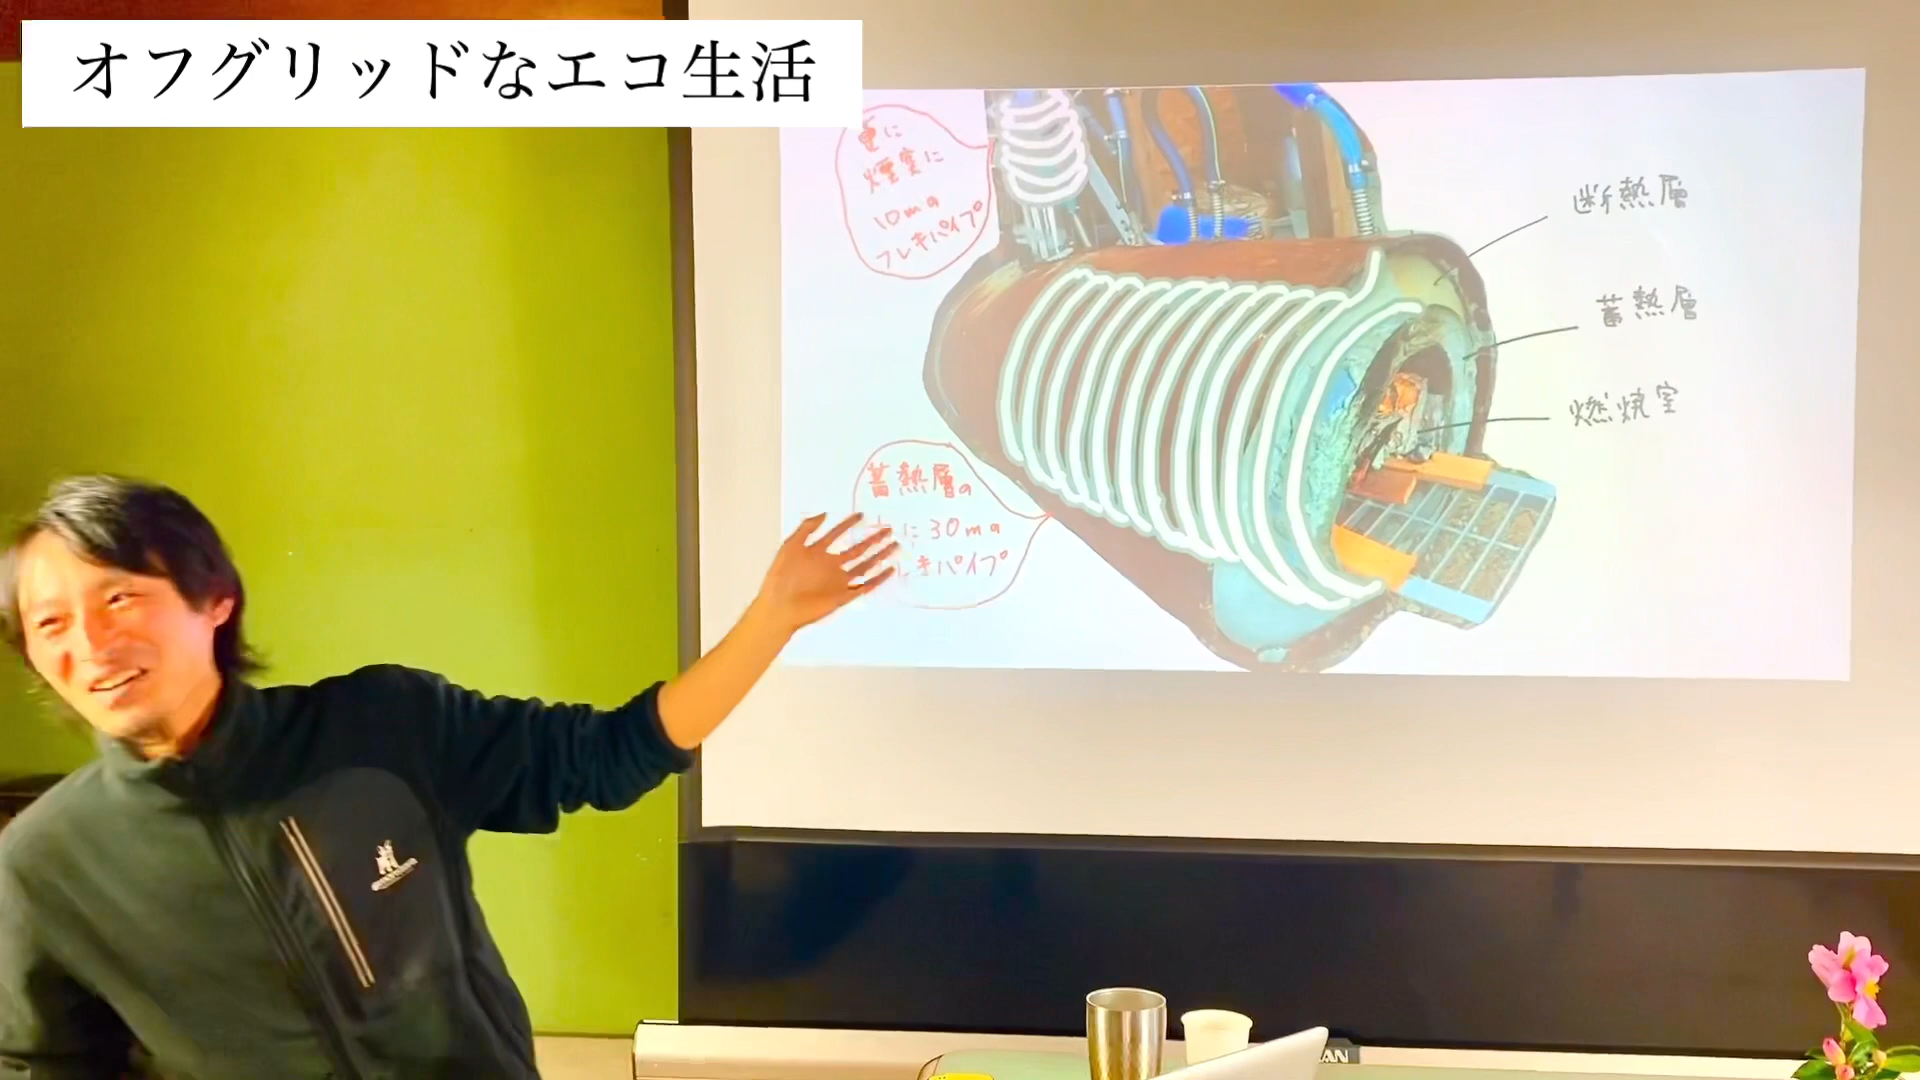 オフグリッドなエコ生活
更に
煙突に
10mの
フレキパイプ
断熱層
蓄熱層
燃焼室
蓄熱層の
に30mの
キパイプ